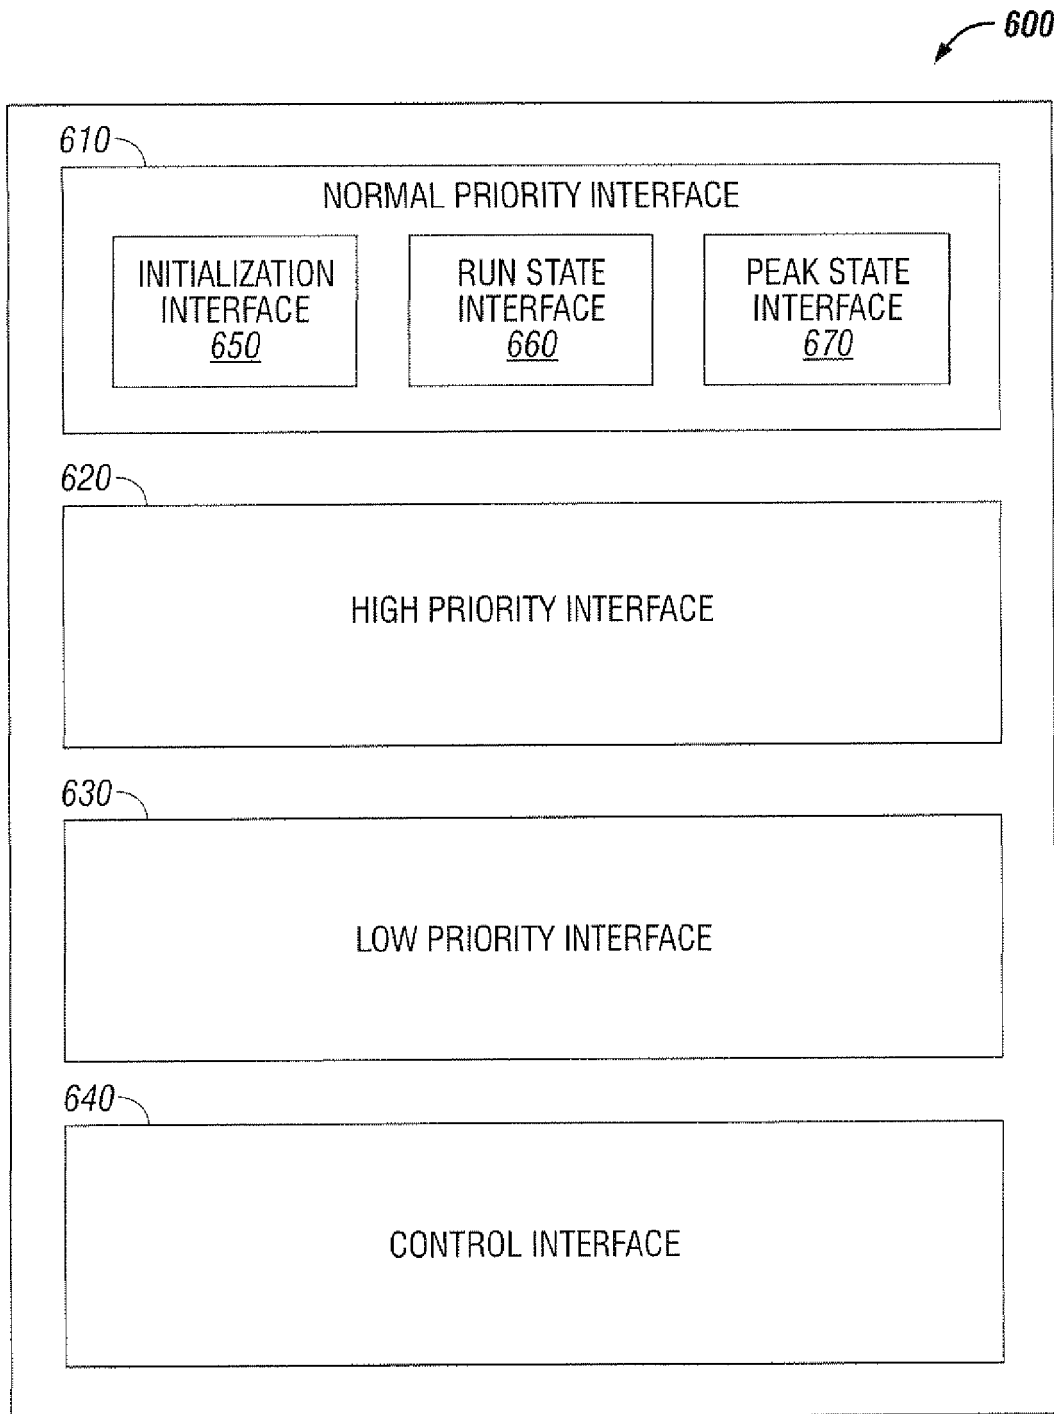 600
610
NORMAL PRIORITY INTERFACE
INITIALIZATION
INTERFACE
650
RUN STATE
INTERFACE
660
PEAK STATE
INTERFACE
670
620
HIGH PRIORITY INTERFACE
630
LOW PRIORITY INTERFACE
640
CONTROL INTERFACE